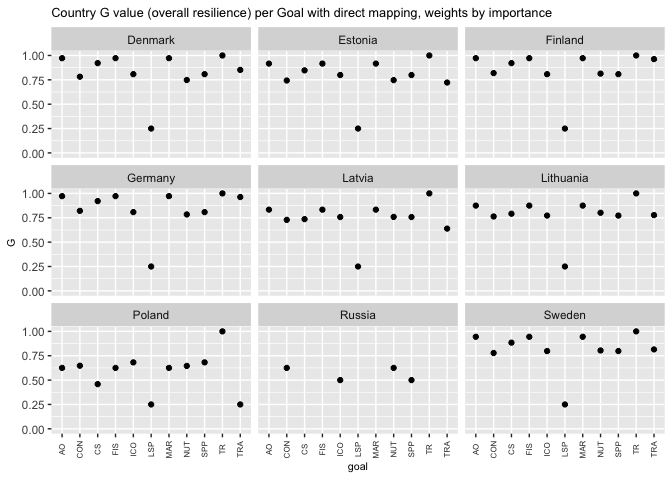 Country G value (overall resilience) per Goal with direct mapping, weights by importance
Denmark Estonia Finland
1.00
0.75
0.50
0.25
0.00
Germany Latvia Lithuania
1.00
0.75
0.50
0.25
0.00
G
Poland Russia Sweden
1.00
0.75
0.50
0.25
0.00
AO CON CS FIS ICO LSP MAR NUT SPP TR TRA AO CON CS FIS ICO LSP MAR NUT SPP TR TRA AO CON CS FIS ICO LSP MAR NUT SPP TR TRA
goal